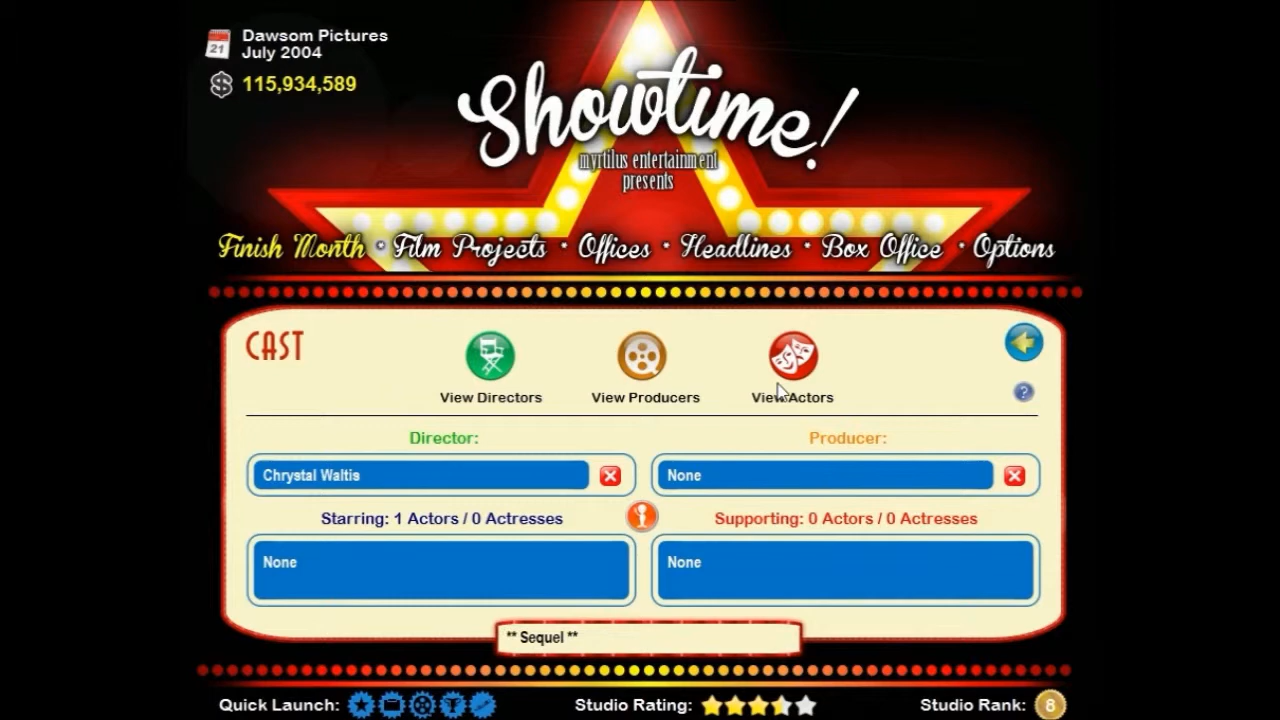 Dawsom Pictures
July 2004
115,934,589
21
Showtime!
myrtilus entertainment
presents
Finish Month * Film Projects * Offices * Headlines * Box Office * Options
CAST
View Directors
View Producers
View Actors
?
Director:
Producer:
Chrystal Waltis
None
Starring: 1 Actors / 0 Actresses
Supporting: 0 Actors / 0 Actresses
None
None
** Sequel **
Quick Launch:
Studio Rating:
Studio Rank: 8